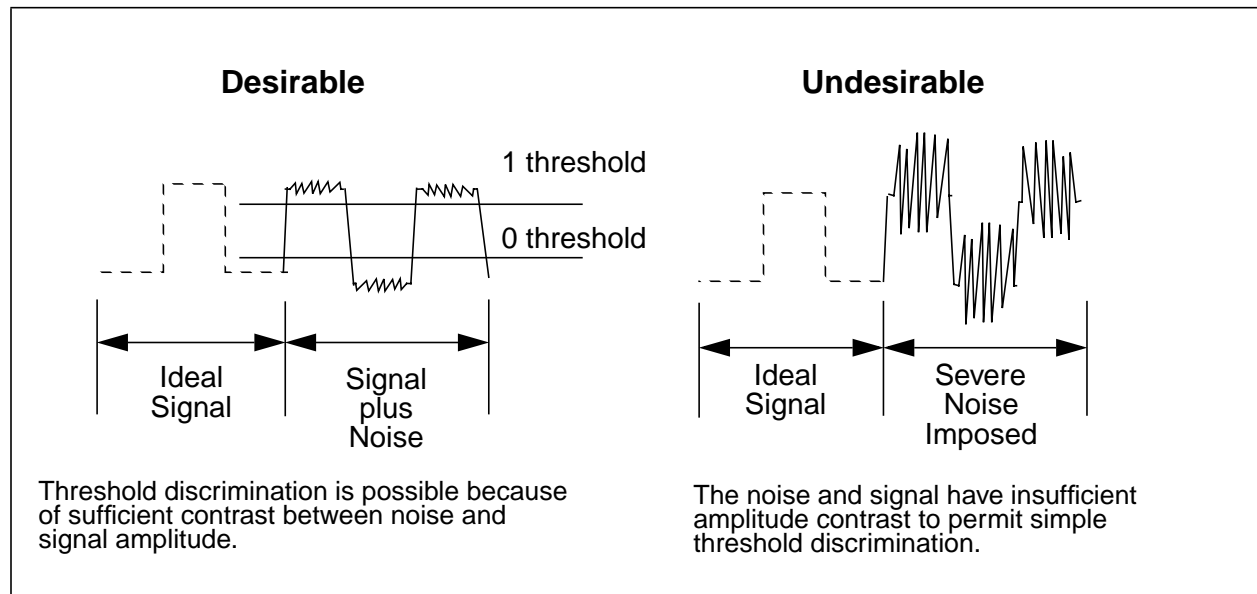 Desirable
1 threshold
0 threshold
Ideal
Signal
Signal
plus
Noise
Threshold discrimination is possible because
of sufficient contrast between noise and
signal amplitude.
Undesirable
Ideal
Signal
Severe
Noise
Imposed
The noise and signal have insufficient
amplitude contrast to permit simple
threshold discrimination.